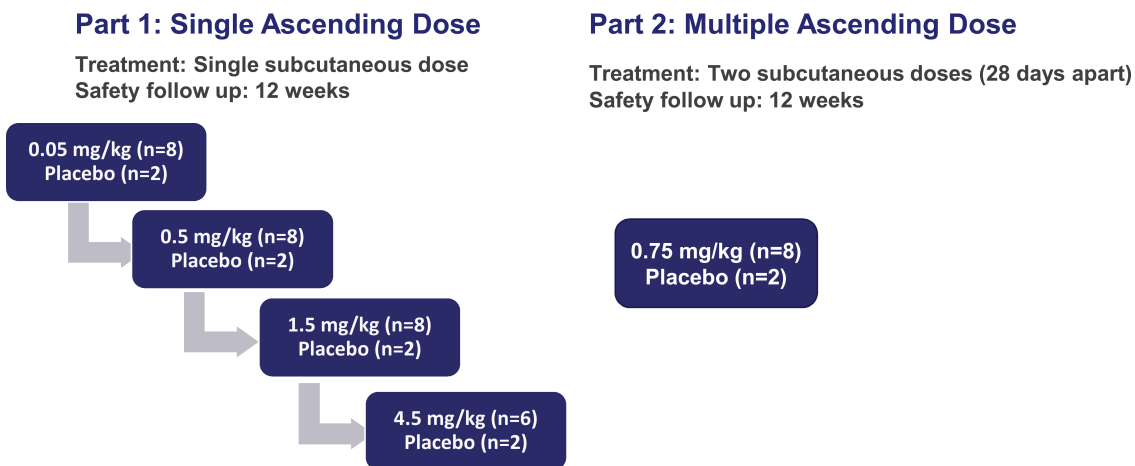 Part 1: Single Ascending Dose
Treatment: Single subcutaneous dose
Safety follow up: 12 weeks
0.05 mg/kg (n=8)
Placebo (n=2)
0.5 mg/kg (n=8)
Placebo (n=2)
1.5 mg/kg (n=8)
Placebo (n=2)
4.5 mg/kg (n=6)
Placebo (n=2)
Part 2: Multiple Ascending Dose
Treatment: Two subcutaneous doses (28 days apart)
Safety follow up: 12 weeks
0.75 mg/kg (n=8)
Placebo (n=2)